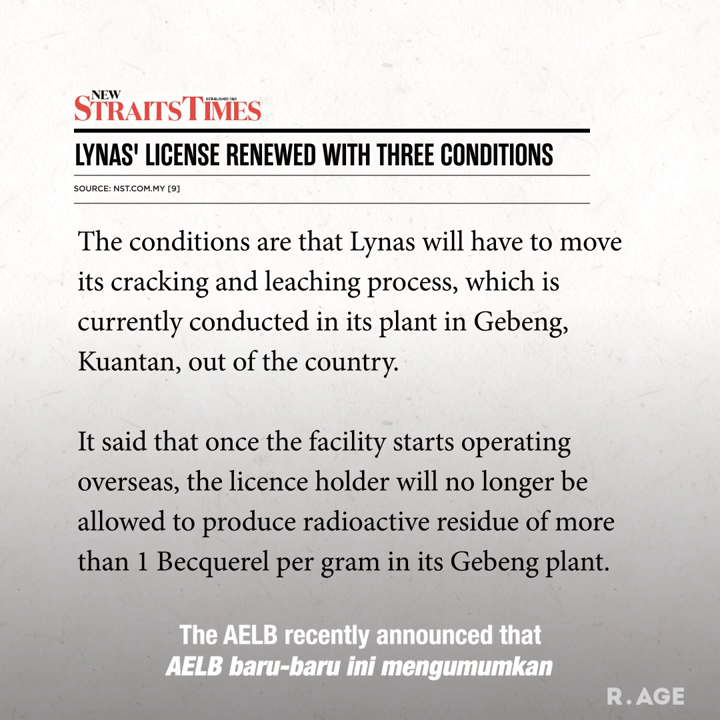 NEW
STRAITS TIMES
LYNAS' LICENSE RENEWED WITH THREE CONDITIONS
SOURCE: NST.COM.MY [9]
The conditions are that Lynas will have to move
its cracking and leaching process, which is
currently conducted in its plant in Gebeng,
Kuantan, out of the country.
It said that once the facility starts operating
overseas, the licence holder will no longer be
allowed to produce radioactive residue of more
than 1 Becquerel per gram in its Gebeng plant.
The AELB recently announced that
AELB baru-baru ini mengumumkan
R.AGE